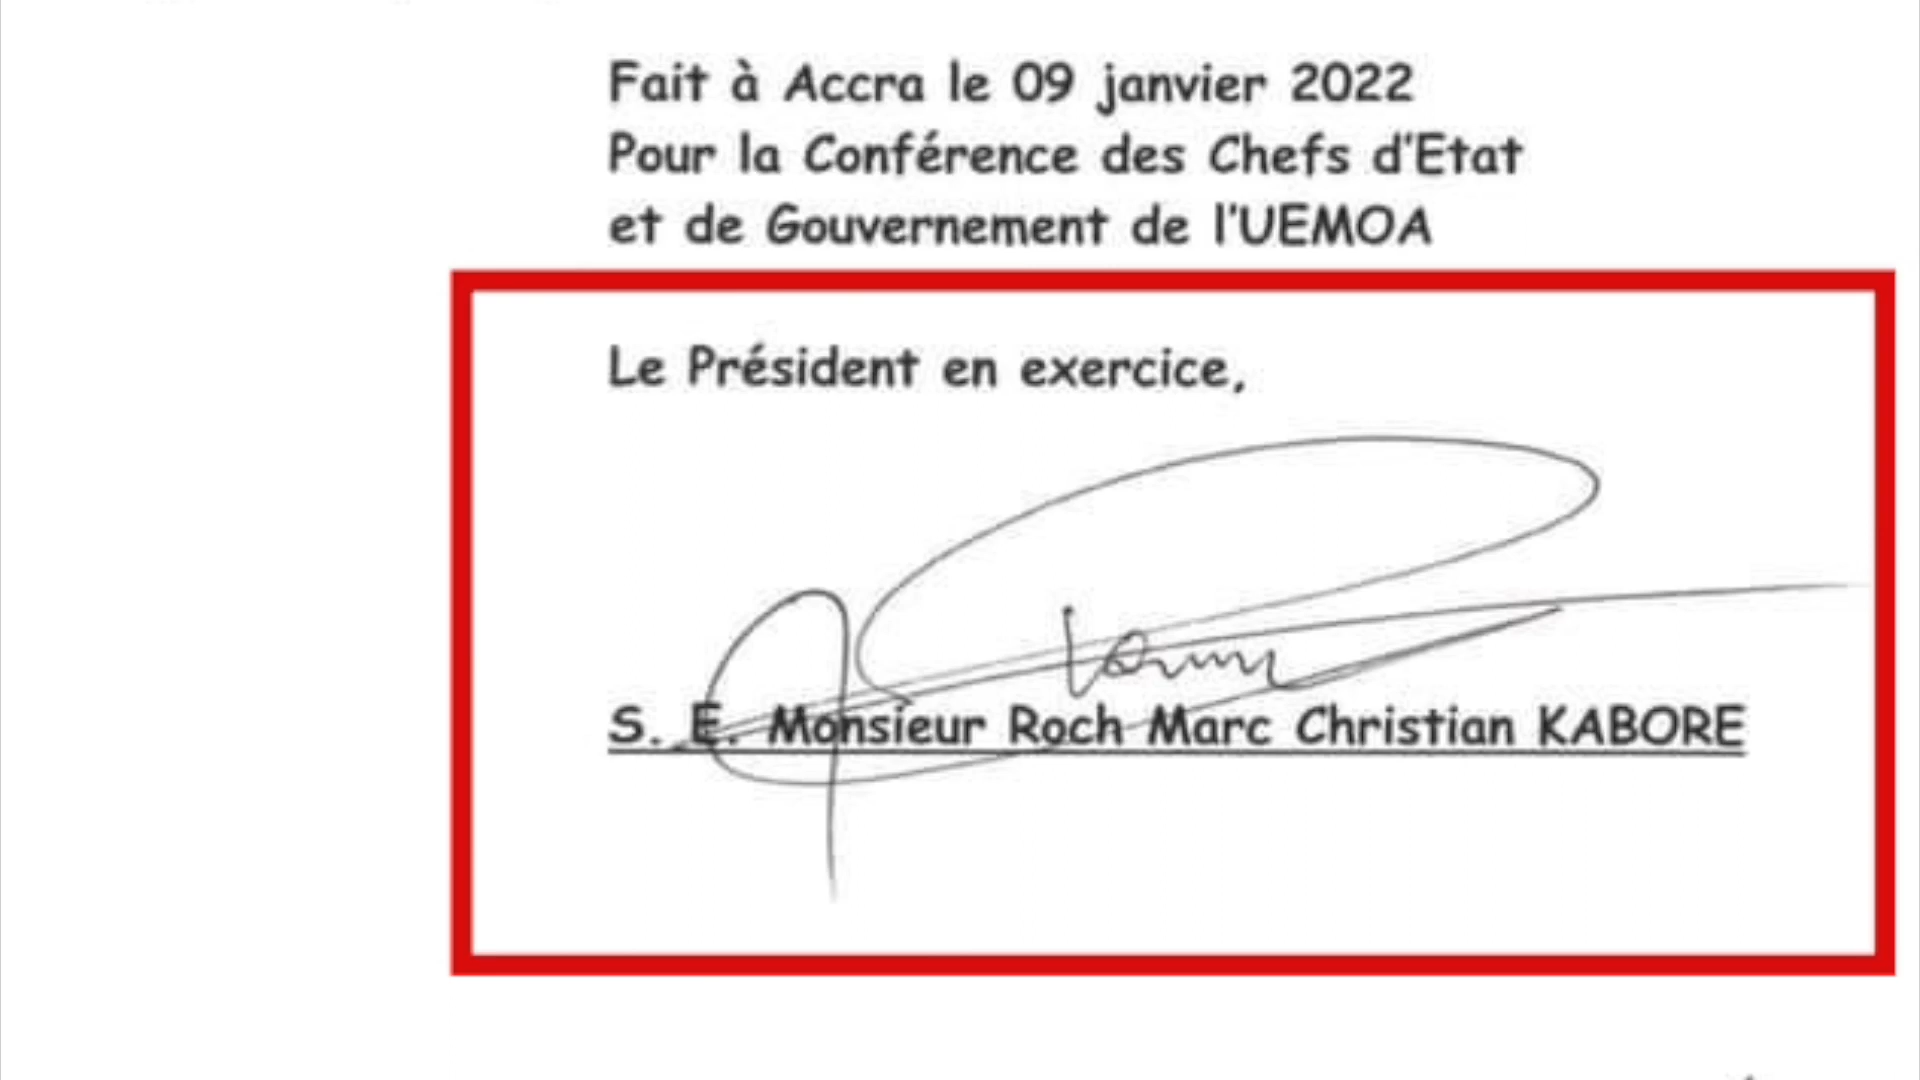 Fait à Accra le 09 janvier 2022
Pour la Conférence des Chefs d'Etat
et de Gouvernement de l'UEMOA
Le Président en exercice,
S. E. Monsieur Roch Marc Christian KABORE